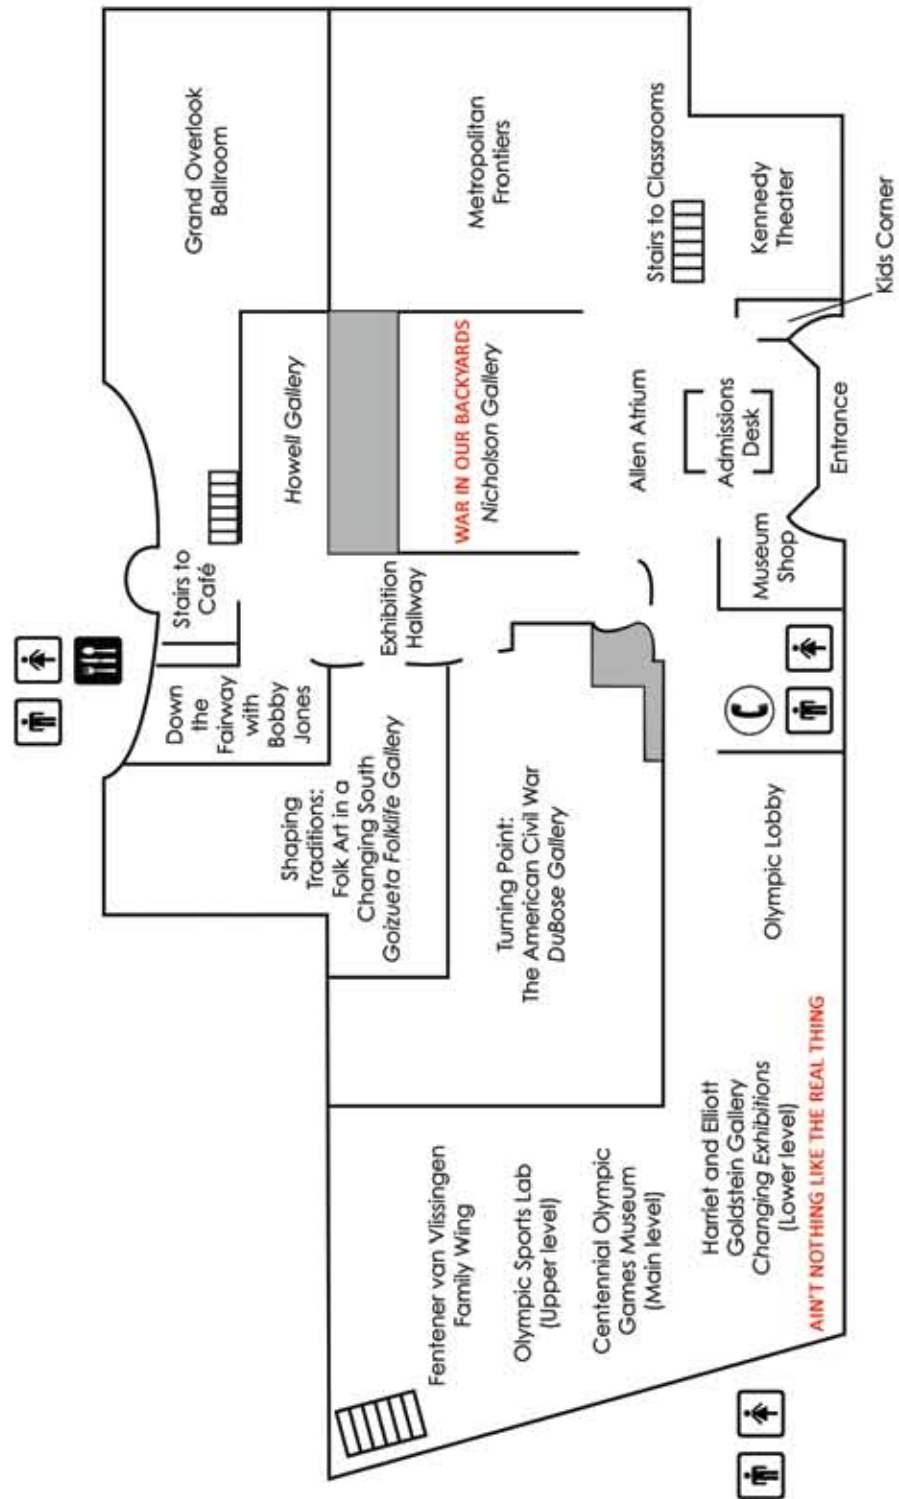 Grand Overlook
Ballroom
Metropolitan
Frontiers
Stairs to Classrooms
Kennedy
Theater
Kids Corner
Howell Gallery
WAR IN OUR BACKYARDS
Nicholson Gallery
Allen Atrium
Admissions
Desk
Entrance
Stairs to
Café
Exhibition
Hallway
Museum
Shop
Down
the
Fairway
with
Bobby
Jones
Shaping
Traditions:
Folk Art in a
Changing South
Goizueta Folklife Gallery
Turning Point:
The American Civil War
DuBose Gallery
Olympic Lobby
Fentener van Vlissingen
Family Wing
Olympic Sports Lab
(Upper level)
Centennial Olympic
Games Museum
(Main level)
Harriet and Elliott
Goldstein Gallery
Changing Exhibitions
(Lower level)
AIN'T NOTHING LIKE THE REAL THING